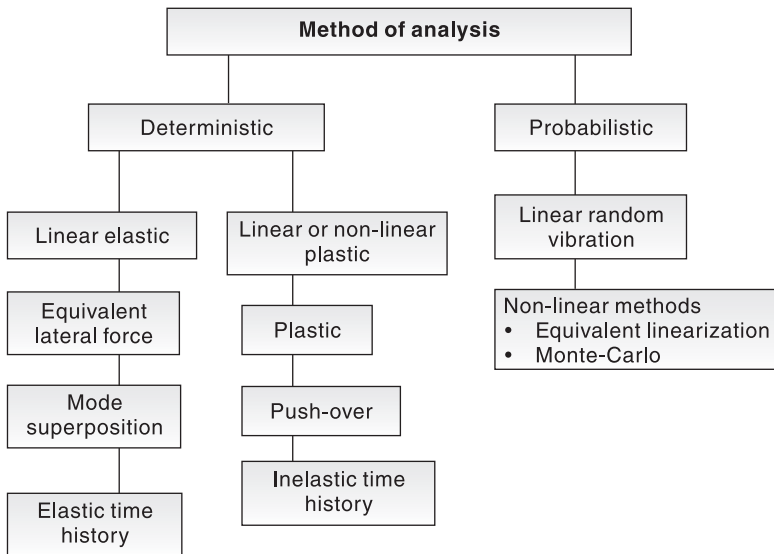 Method of analysis
Deterministic
Probabilistic
Linear elastic
Linear or non-linear
plastic
Linear random
vibration
Equivalent
lateral force
Plastic
Non-linear methods
• Equivalent linearization
• Monte-Carlo
Mode
superposition
Push-over
Elastic time
history
Inelastic time
history